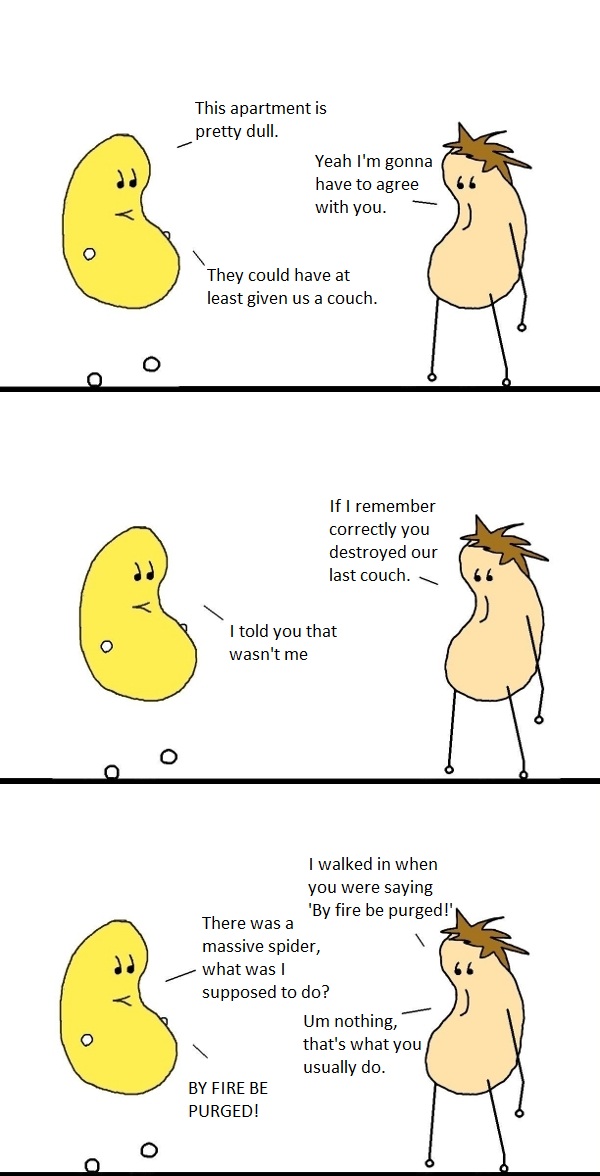 This apartment is
pretty dull.
Yeah I'm gonna
have to agree
with you.
They could have at
least given us a couch.
If I remember
correctly you
destroyed our
last couch.
I told you that
wasn't me
I walked in when
you were saying
'By fire be purged!'
There was a
massive spider,
what was I
supposed to do?
Um nothing,
that's what you
usually do.
BY FIRE BE
PURGED!